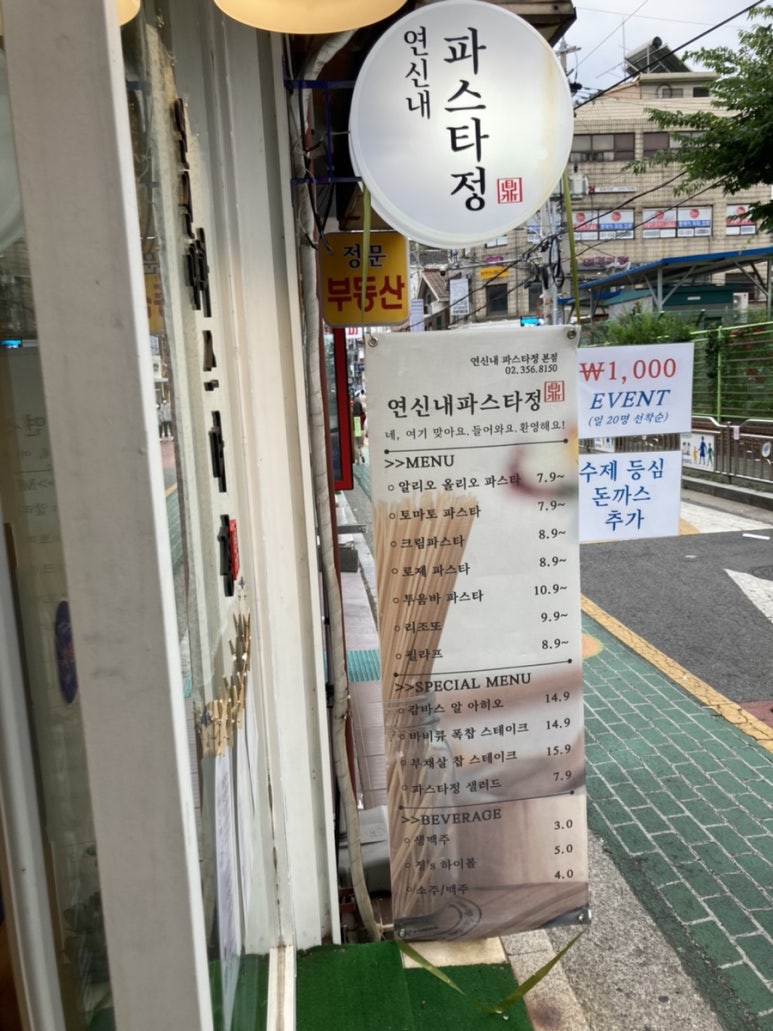 연신내
파스타정
鼎
정문
부동산
연신내 파스타정 본점
02.356.8150
연신내파스타정
鼎
네, 여기 맞아요. 들어와요. 환영해요!
>>MENU
알리오 올리오 파스타 7.9~
토마토 파스타 7.9~
크림파스타 8.9~
로제 파스타 8.9~
투움바 파스타 10.9~
리조또 9.9~
필라프 8.9~
>>SPECIAL MENU
감바스 알 아히오 14.9
바비큐 폭찹 스테이크 14.9
부채살 찹 스테이크 15.9
파스타정 샐러드 7.9
>>BEVERAGE
생맥주 3.0
정's 하이볼 5.0
소주/맥주 4.0
₩1,000
EVENT
(일 20명 선착순)
수제 등심
돈까스
추가